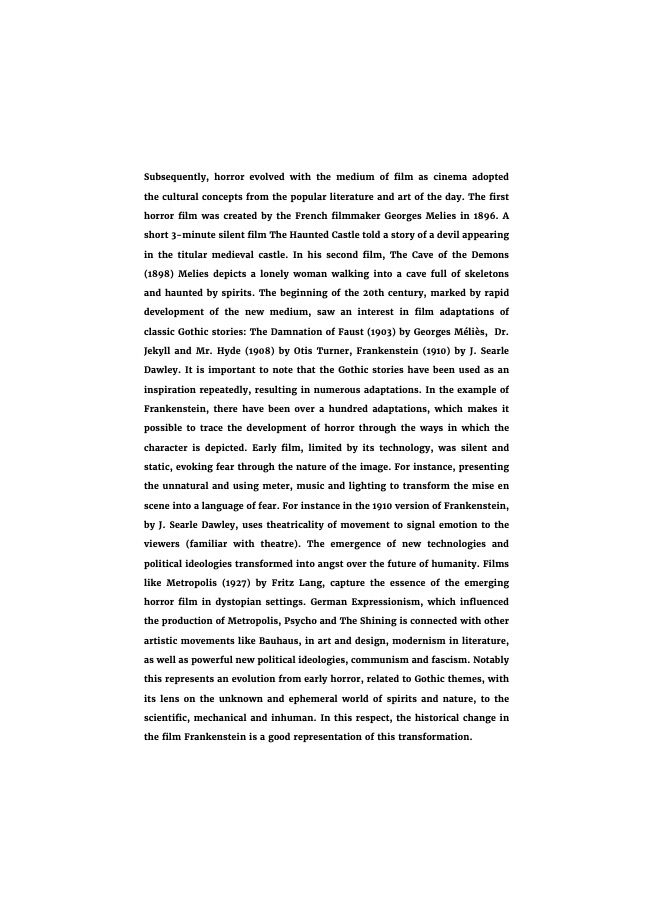 Subsequently, horror evolved with the medium of film as cinema adopted
the cultural concepts from the popular literature and art of the day. The first
horror film was created by the French filmmaker Georges Melies in 1896. A
short 3-minute silent film The Haunted Castle told a story of a devil appearing
in the titular medieval castle. In his second film, The Cave of the Demons
(1898) Melies depicts a lonely woman walking into a cave full of skeletons
and haunted by spirits. The beginning of the 20th century, marked by rapid
development of the new medium, saw an interest in film adaptations of
classic Gothic stories: The Damnation of Faust (1903) by Georges Méliès,  Dr.
Jekyll and Mr. Hyde (1908) by Otis Turner, Frankenstein (1910) by J. Searle
Dawley. It is important to note that the Gothic stories have been used as an
inspiration repeatedly, resulting in numerous adaptations. In the example of
Frankenstein, there have been over a hundred adaptations, which makes it
possible to trace the development of horror through the ways in which the
character is depicted. Early film, limited by its technology, was silent and
static, evoking fear through the nature of the image. For instance, presenting
the unnatural and using meter, music and lighting to transform the mise en
scene into a language of fear. For instance in the 1910 version of Frankenstein,
by J. Searle Dawley, uses theatricality of movement to signal emotion to the
viewers (familiar with theatre). The emergence of new technologies and
political ideologies transformed into angst over the future of humanity. Films
like Metropolis (1927) by Fritz Lang, capture the essence of the emerging
horror film in dystopian settings. German Expressionism, which influenced
the production of Metropolis, Psycho and The Shining is connected with other
artistic movements like Bauhaus, in art and design, modernism in literature,
as well as powerful new political ideologies, communism and fascism. Notably
this represents an evolution from early horror, related to Gothic themes, with
its lens on the unknown and ephemeral world of spirits and nature, to the
scientific, mechanical and inhuman. In this respect, the historical change in
the film Frankenstein is a good representation of this transformation.